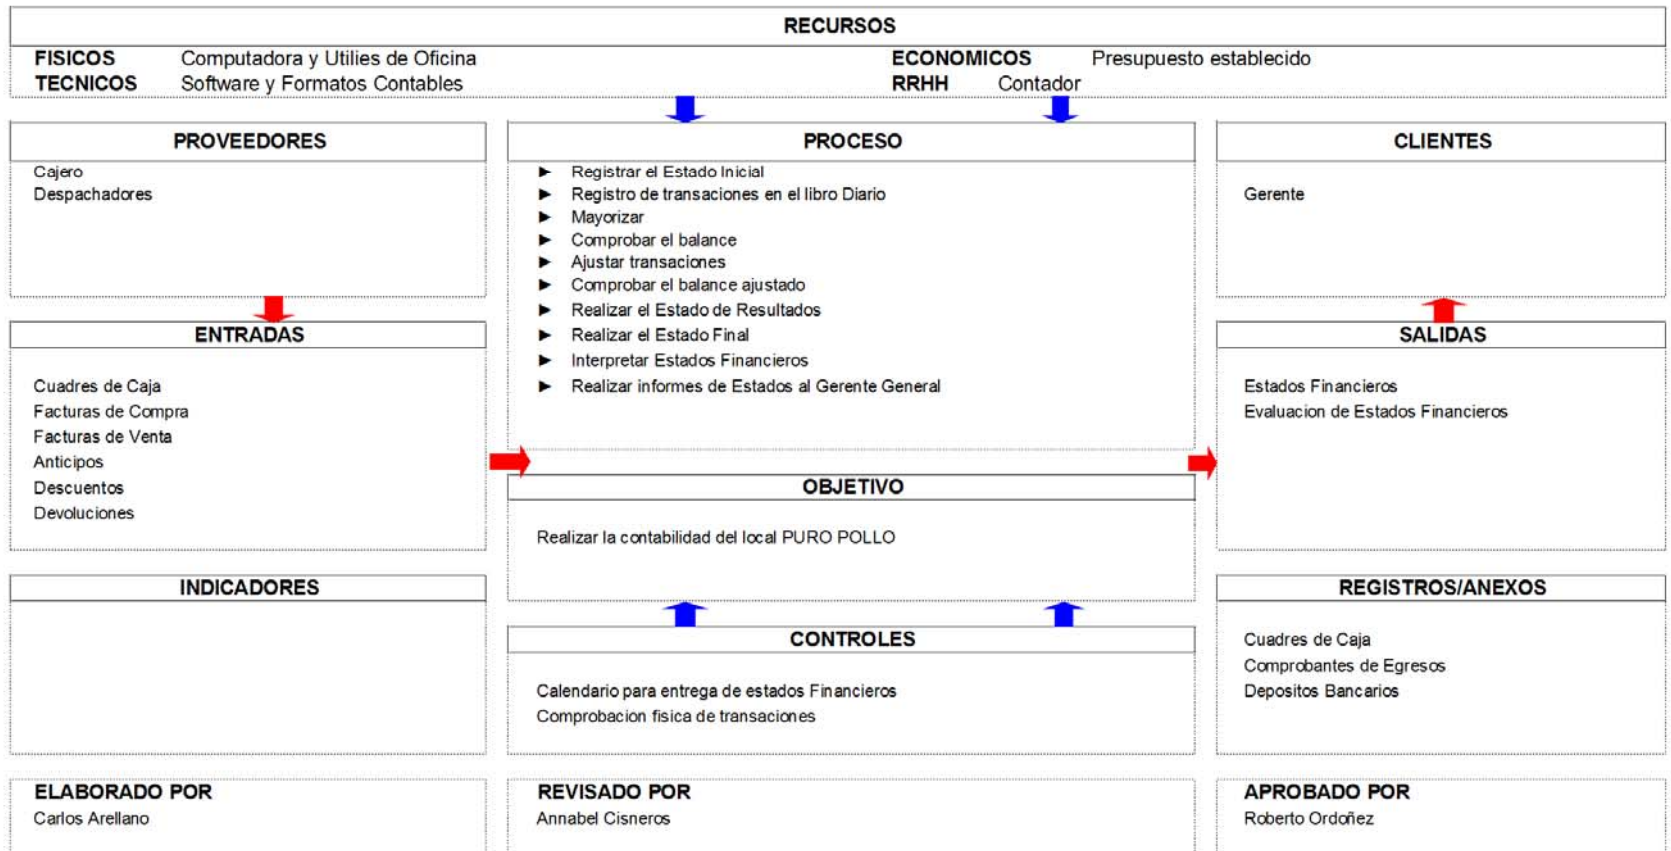 RECURSOS
FISICOS Computadora y Utilies de Oficina
TECNICOS Software y Formatos Contables
ECONOMICOS Presupuesto establecido
RRHH Contador
PROVEEDORES
Cajero
Despachadores
ENTRADAS
Cuadres de Caja
Facturas de Compra
Facturas de Venta
Anticipos
Descuentos
Devoluciones
INDICADORES
PROCESO
► Registrar el Estado Inicial
► Registro de transaciones en el libro Diario
► Mayorizar
► Comprobar el balance
► Ajustar transaciones
► Comprobar el balance ajustado
► Realizar el Estado de Resultados
► Realizar el Estado Final
► Interpretar Estados Financieros
► Realizar informes de Estados al Gerente General
OBJETIVO
Realizar la contabilidad del local PURO POLLO
CONTROLES
Calendario para entrega de estados Financieros
Comprobacion fisica de transaciones
CLIENTES
Gerente
SALIDAS
Estados Financieros
Evaluacion de Estados Financieros
REGISTROS/ANEXOS
Cuadres de Caja
Comprobantes de Egresos
Depositos Bancarios
ELABORADO POR
Carlos Arellano
REVISADO POR
Annabel Cisneros
APROBADO POR
Roberto Ordoñez